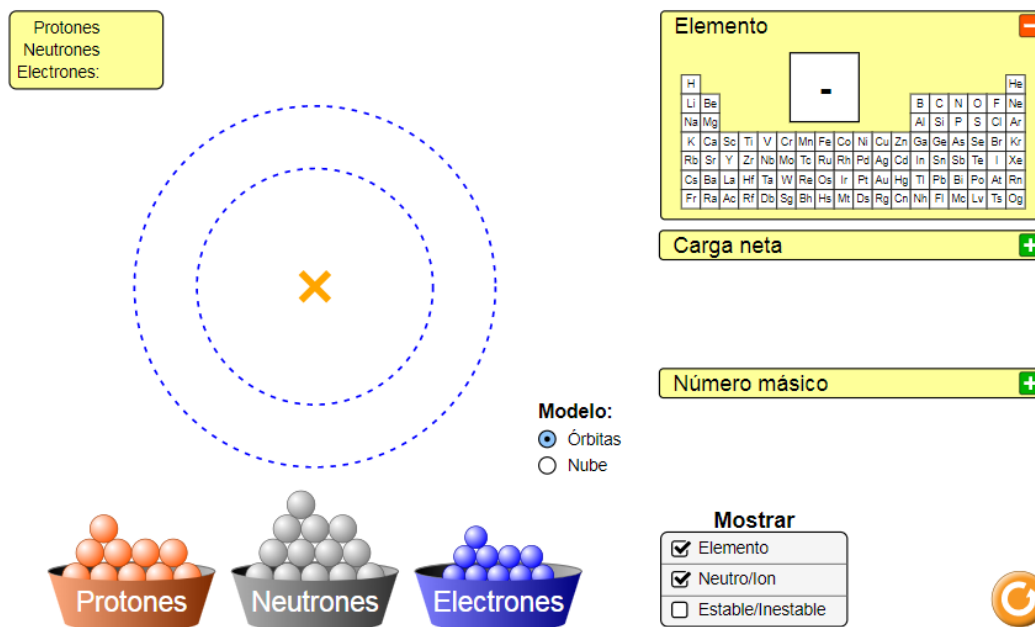 Protones
Neutrones
Electrones:
Elemento
-
H He
Li Be B C N O F Ne
Na Mg Al Si P S Cl Ar
K Ca Sc Ti V Cr Mn Fe Co Ni Cu Zn Ga Ge As Se Br Kr
Rb Sr Y Zr Nb Mo Tc Ru Rh Pd Ag Cd In Sn Sb Te I Xe
Cs Ba La Hf Ta W Re Os Ir Pt Au Hg Tl Pb Bi Po At Rn
Fr Ra Ac Rf Db Sg Bh Hs Mt Ds Rg Cn Nh Fl Mc Lv Ts Og
Carga neta
Número másico
Modelo:
Órbitas
Nube
Protones
Neutrones
Electrones
Mostrar
Elemento
Neutro/Ion
Estable/Inestable